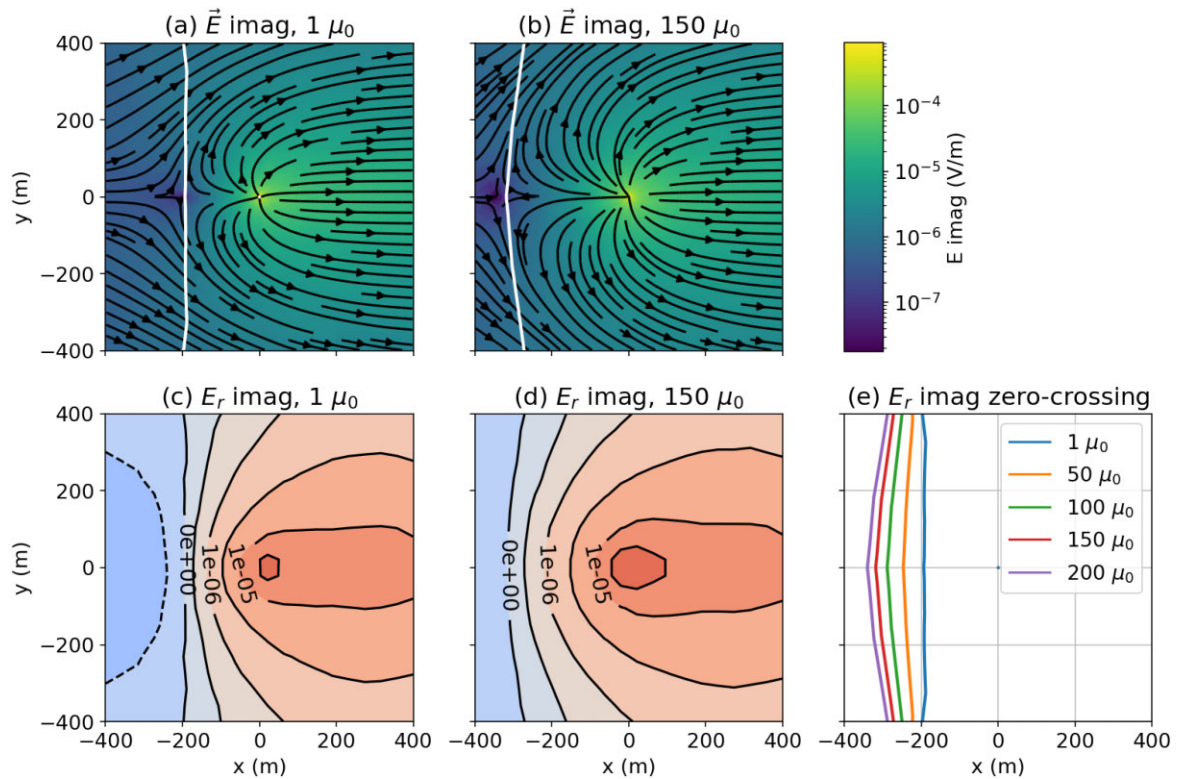 (a) E⃗ imag, 1 μ₀
(b) E⃗ imag, 150 μ₀
400
200
0
−200
−400
y (m)
10⁻⁴
10⁻⁵
10⁻⁶
10⁻⁷
E imag (V/m)
(c) Eᵣ imag, 1 μ₀
(d) Eᵣ imag, 150 μ₀
(e) Eᵣ imag zero-crossing
400
200
0
−200
−400
y (m)
0e+00
1e-06
1e-05
0e+00
1e-06
1e-05
1 μ₀
50 μ₀
100 μ₀
150 μ₀
200 μ₀
−400 −200 0 200 400
−400 −200 0 200 400
−400 −200 0 200 400
x (m)
x (m)
x (m)